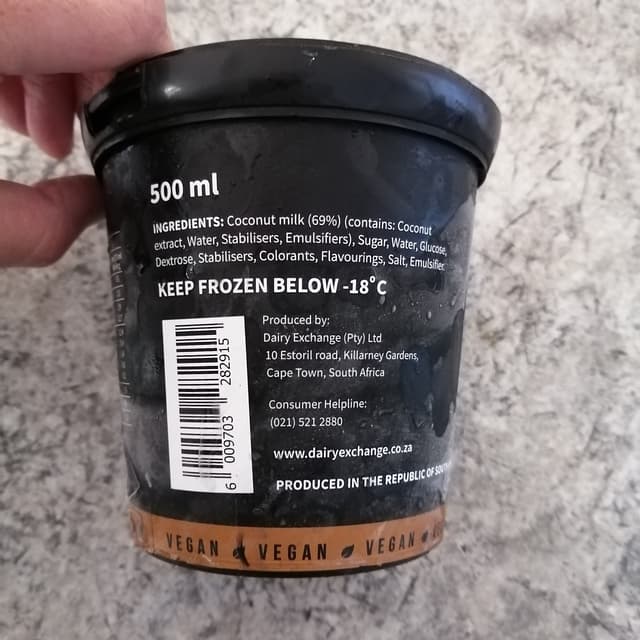 500 ml
INGREDIENTS: Coconut milk (69%) (contains: Coconut
extract, Water, Stabilisers, Emulsifiers), Sugar, Water, Glucose,
Dextrose, Stabilisers, Colorants, Flavourings, Salt, Emulsifier.
KEEP FROZEN BELOW -18°C
Produced by:
Dairy Exchange (Pty) Ltd
10 Estoril road, Killarney Gardens,
Cape Town, South Africa
Consumer Helpline:
(021) 521 2880
www.dairyexchange.co.za
PRODUCED IN THE REPUBLIC OF
6 009703 282915
VEGAN VEGAN VEGAN